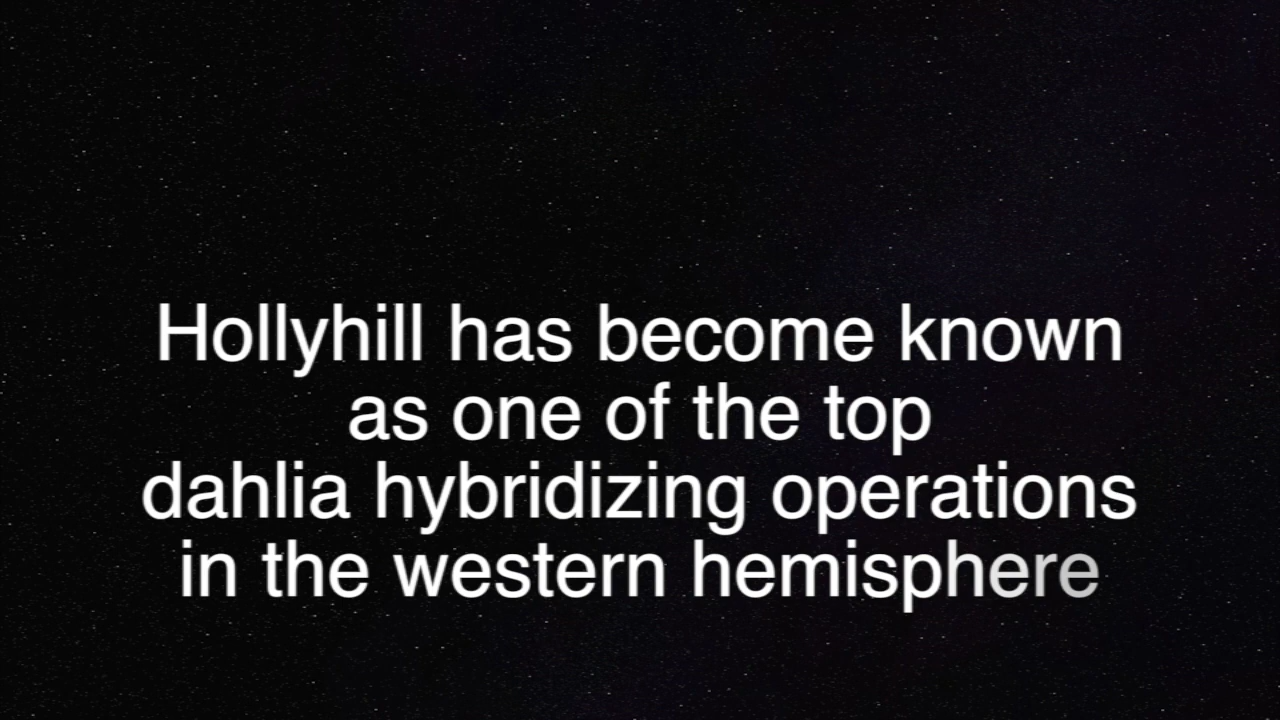 Hollyhill has become known
as one of the top
dahlia hybridizing operations
in the western hemisphere